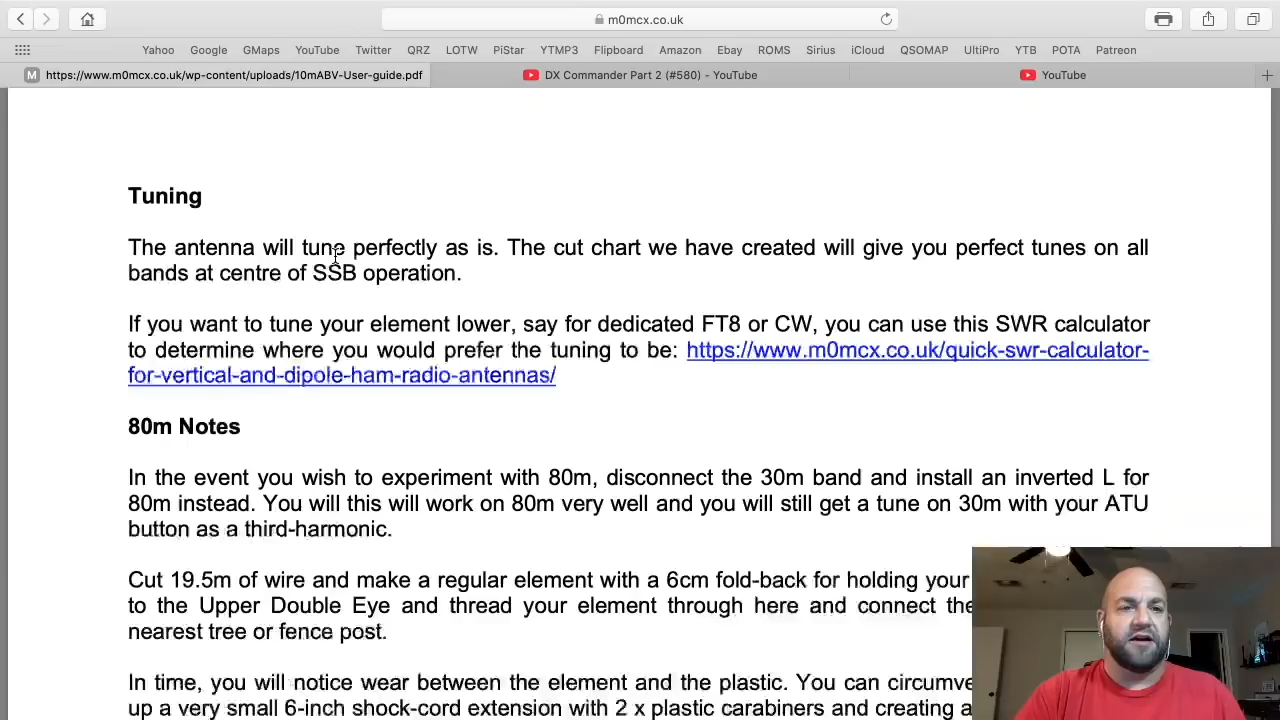 m0mcx.co.uk
Yahoo Google GMaps YouTube Twitter QRZ LOTW PiStar YTMP3 Flipboard Amazon Ebay ROMS Sirius iCloud QSOMAP UltiPro YTB POTA Patreon
M https://www.m0mcx.co.uk/wp-content/uploads/10mABV-User-guide.pdf DX Commander Part 2 (#580) - YouTube YouTube
Tuning
The antenna will tune perfectly as is. The cut chart we have created will give you perfect tunes on all
bands at centre of SSB operation.
If you want to tune your element lower, say for dedicated FT8 or CW, you can use this SWR calculator
to determine where you would prefer the tuning to be: https://www.m0mcx.co.uk/quick-swr-calculator-
for-vertical-and-dipole-ham-radio-antennas/
80m Notes
In the event you wish to experiment with 80m, disconnect the 30m band and install an inverted L for
80m instead. You will this will work on 80m very well and you will still get a tune on 30m with your ATU
button as a third-harmonic.
Cut 19.5m of wire and make a regular element with a 6cm fold-back for holding your
to the Upper Double Eye and thread your element through here and connect the
nearest tree or fence post.
In time, you will notice wear between the element and the plastic. You can circumve
up a very small 6-inch shock-cord extension with 2 x plastic carabiners and creating a